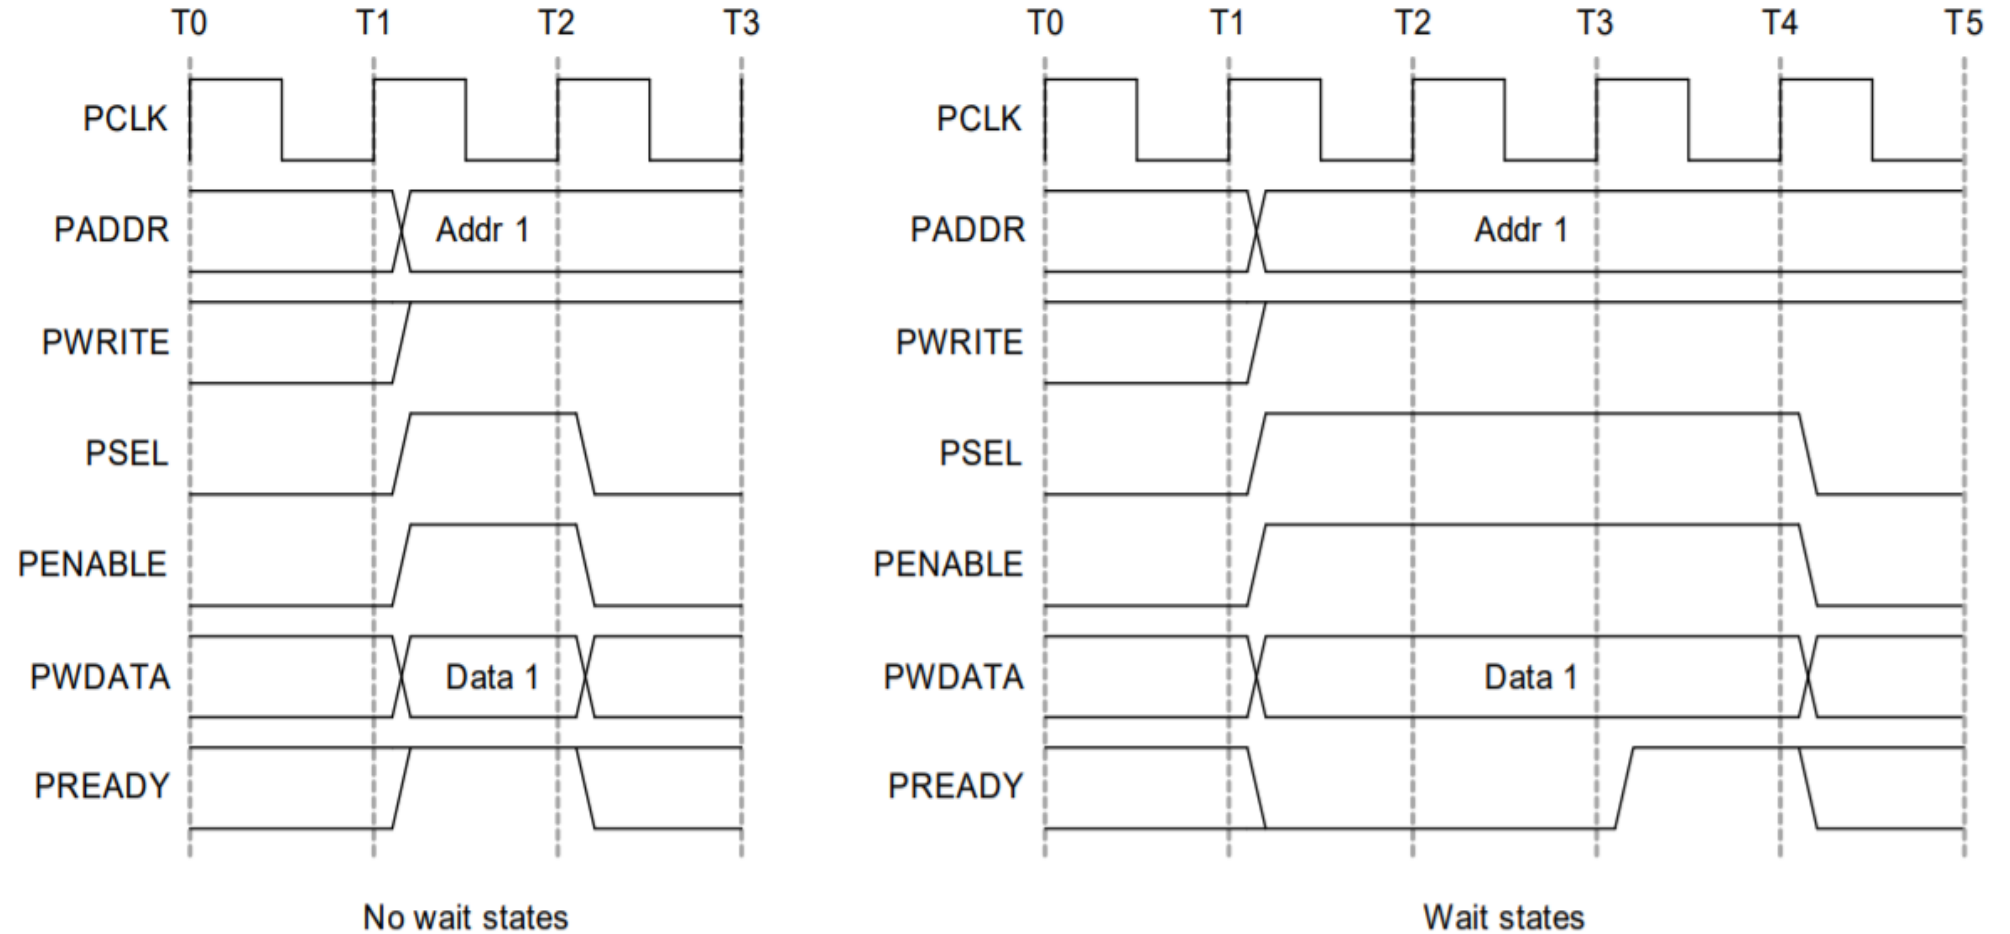 T0 T1 T2 T3
PCLK
PADDR Addr 1
PWRITE
PSEL
PENABLE
PWDATA Data 1
PREADY
No wait states
T0 T1 T2 T3 T4 T5
PCLK
PADDR Addr 1
PWRITE
PSEL
PENABLE
PWDATA Data 1
PREADY
Wait states